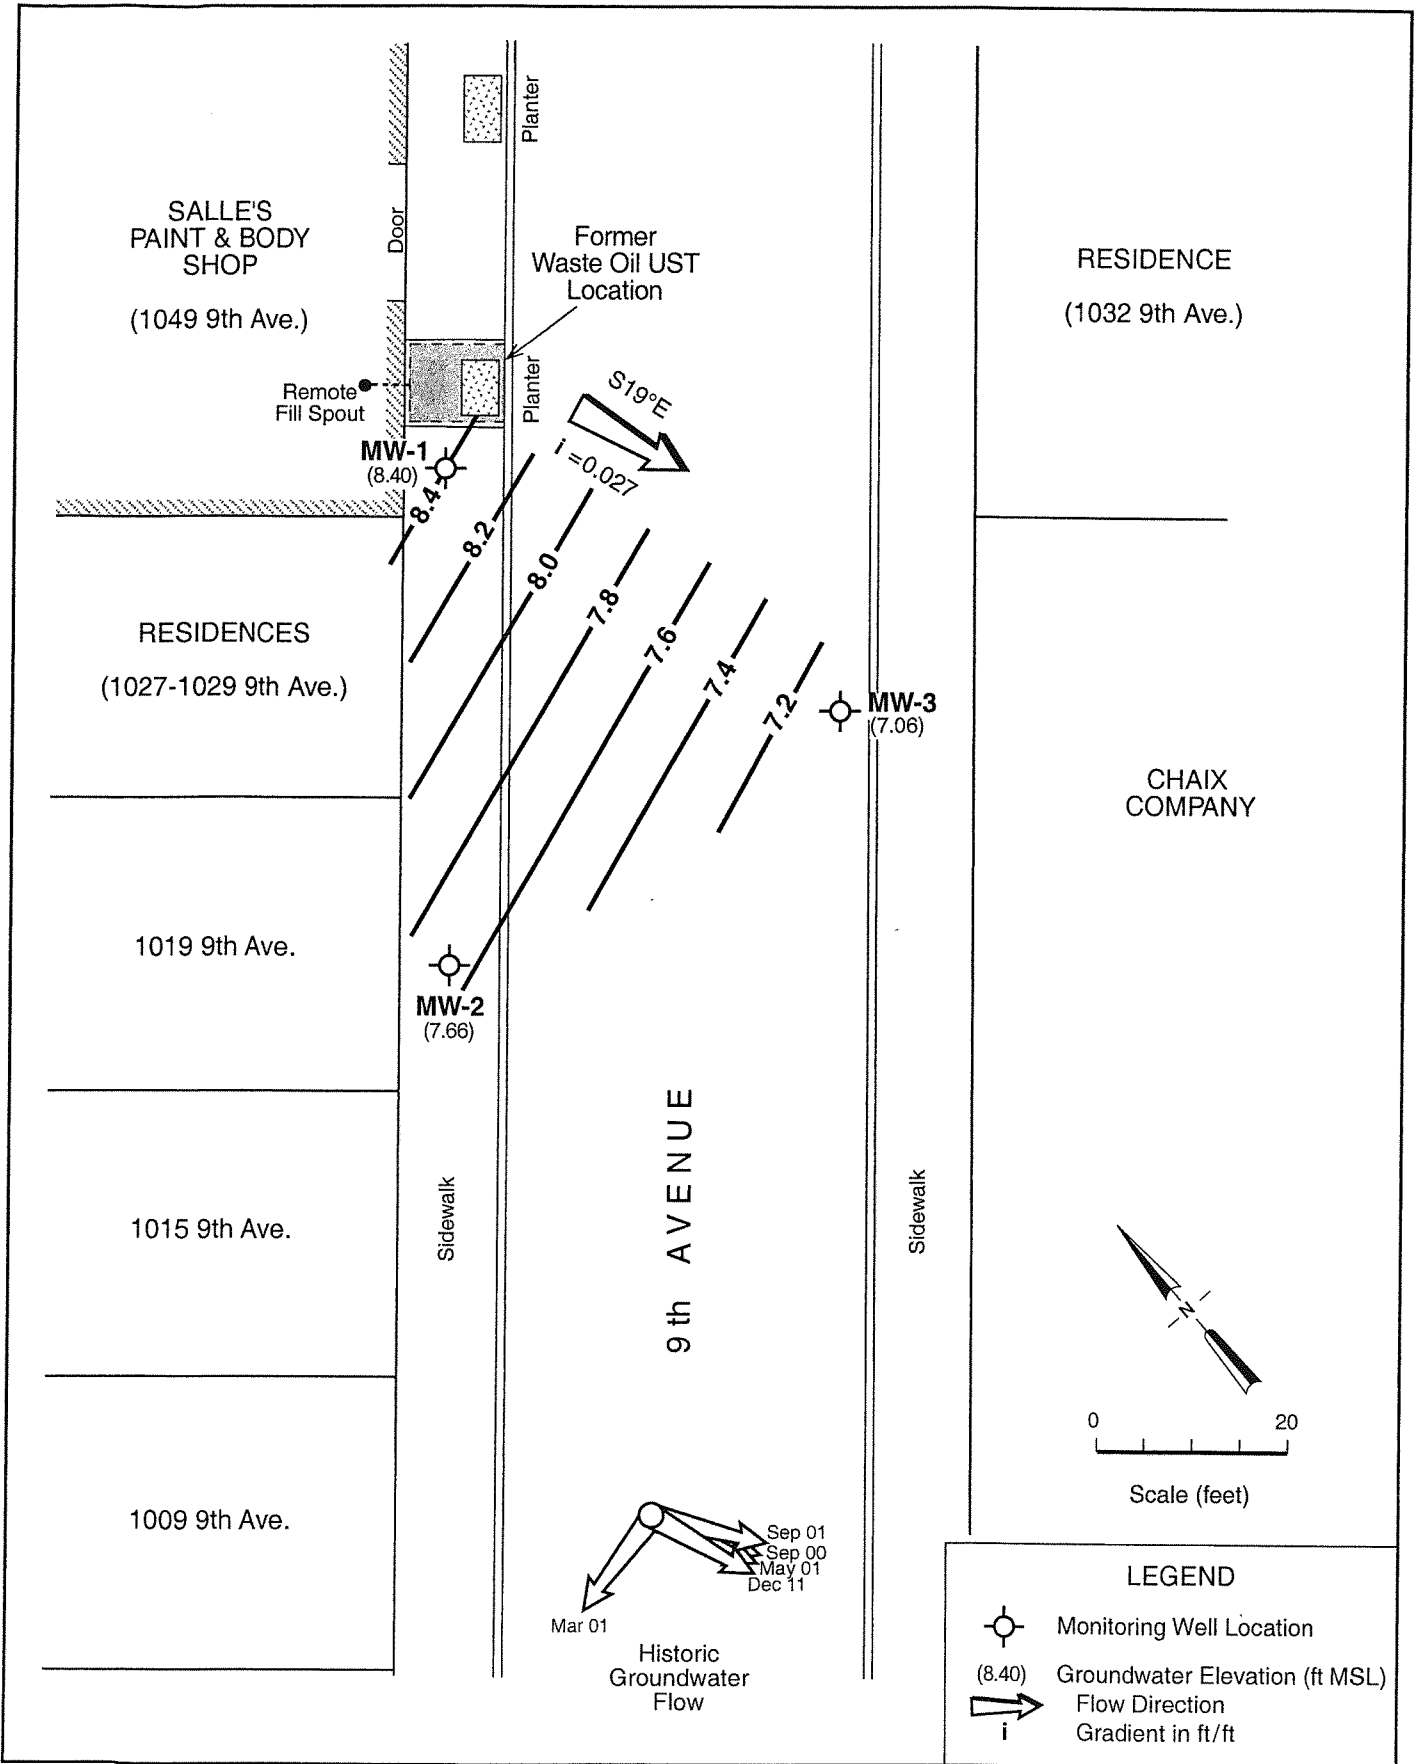 Planter
SALLE'S
PAINT & BODY
SHOP
(1049 9th Ave.)
Door
Former
Waste Oil UST
Location
RESIDENCE
(1032 9th Ave.)
Remote
Fill Spout
Planter
S19°E
i =0.027
MW-1
(8.40)
8.4
8.2
8.0
7.8
7.6
7.4
7.2
RESIDENCES
(1027-1029 9th Ave.)
MW-3
(7.06)
CHAIX
COMPANY
1019 9th Ave.
MW-2
(7.66)
9th AVENUE
Sidewalk
Sidewalk
1015 9th Ave.
N
0 20
Scale (feet)
1009 9th Ave.
Sep 01
Sep 00
May 01
Dec 11
Mar 01
Historic
Groundwater
Flow
LEGEND
Monitoring Well Location
(8.40) Groundwater Elevation (ft MSL)
Flow Direction
i Gradient in ft/ft